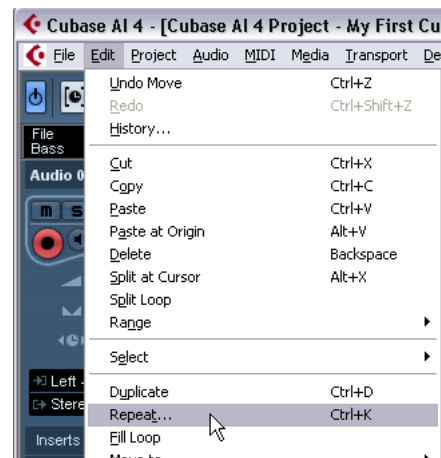 Cubase AI 4 - [Cubase AI 4 Project - My First Cu
File Edit Project Audio MIDI Media Transport De
Undo Move Ctrl+Z
Redo Ctrl+Shift+Z
History...
File
Bass
Cut Ctrl+X
Audio 0
Copy Ctrl+C
Paste Ctrl+V
m s
Paste at Origin Alt+V
Delete Backspace
Split at Cursor Alt+X
Split Loop
Range
Select
Left -
Duplicate Ctrl+D
Stere
Repeat... Ctrl+K
Inserts
Fill Loop
Move to